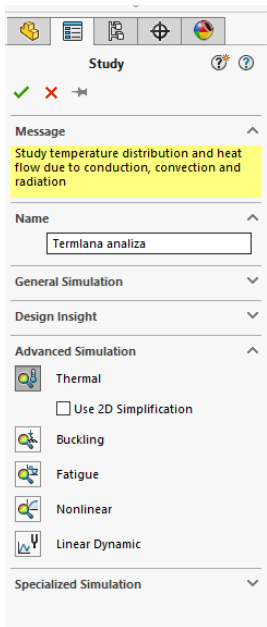 Study
Message
Study temperature distribution and heat
flow due to conduction, convection and
radiation
Name
Termlana analiza
General Simulation
Design Insight
Advanced Simulation
Thermal
Use 2D Simplification
Buckling
Fatigue
Nonlinear
Linear Dynamic
Specialized Simulation